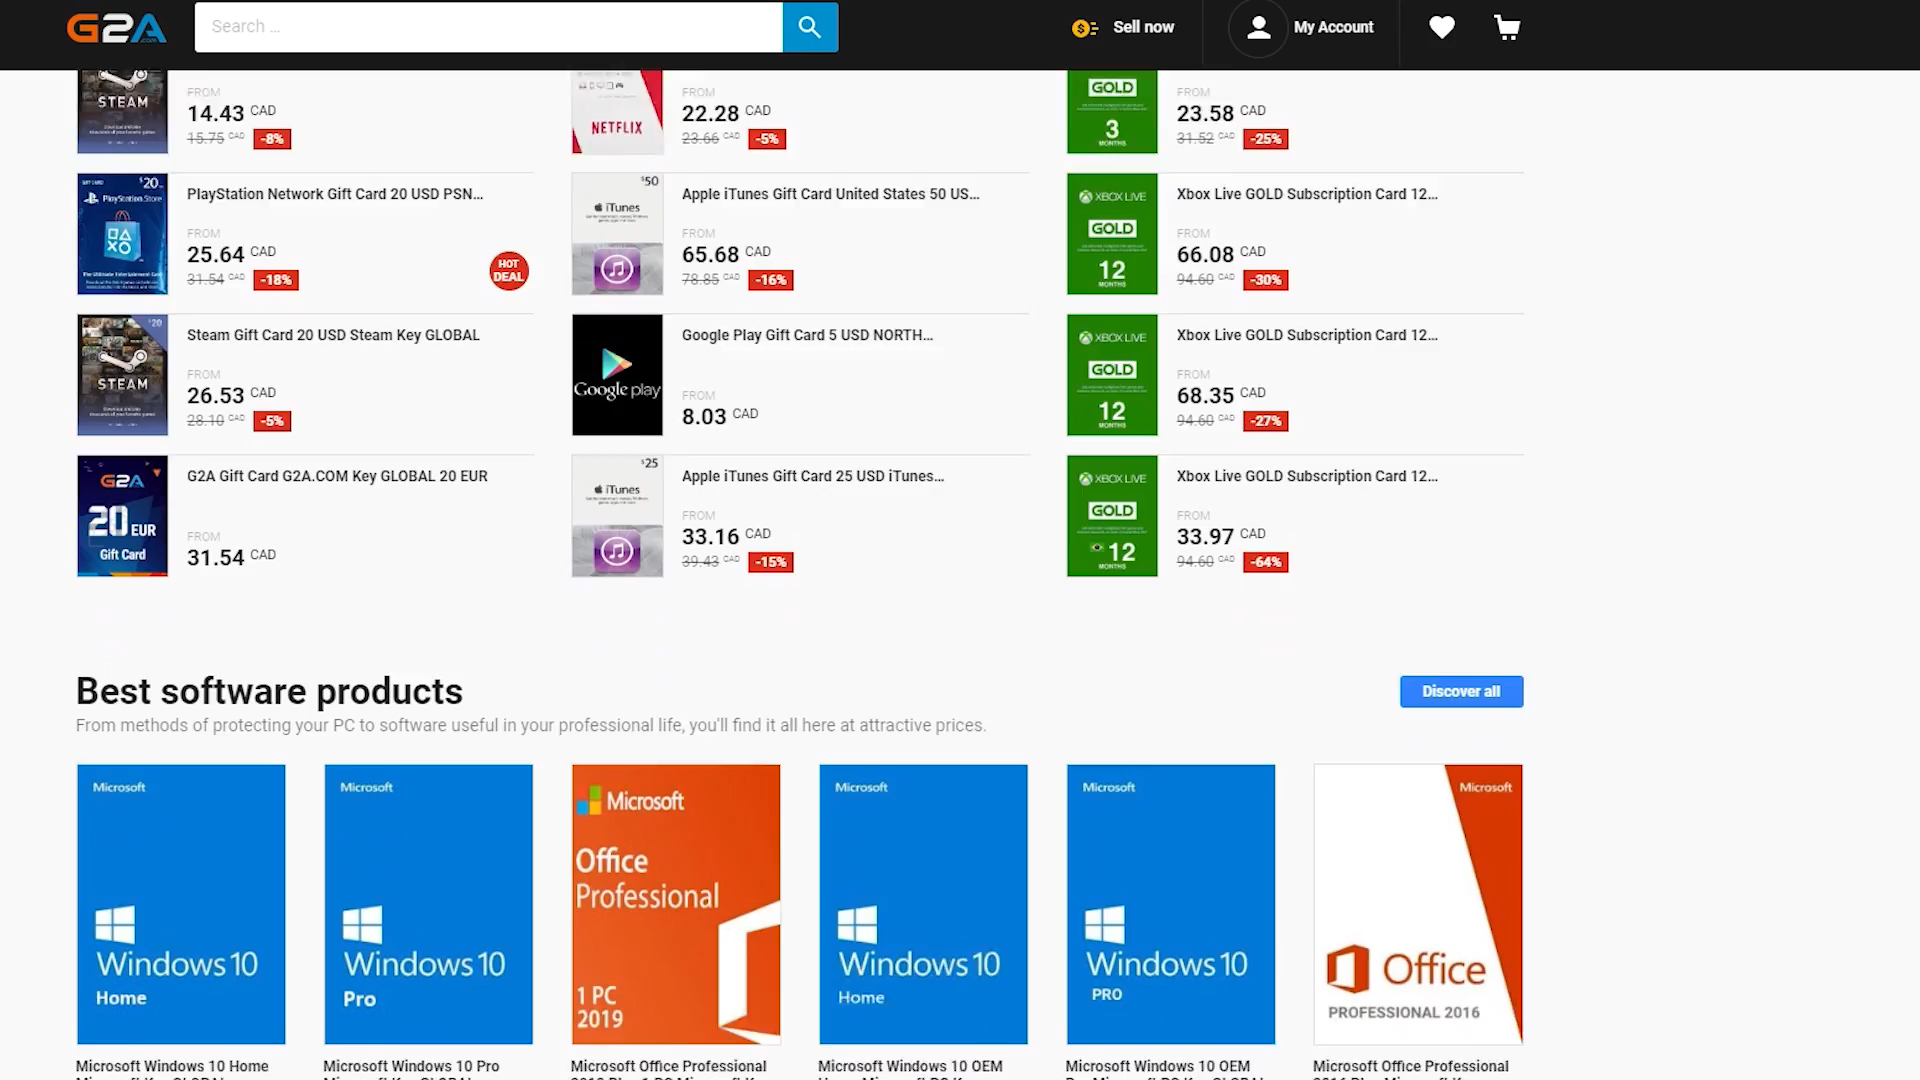 G2A
.com
Search ...
Sell now
My Account
STEAM
FROM
14.43 CAD
15.75 CAD -8%
NETFLIX
FROM
22.28 CAD
23.66 CAD -5%
GOLD
3
MONTHS
FROM
23.58 CAD
31.52 CAD -25%
$20
PlayStation Store
PlayStation Network Gift Card 20 USD PSN...
FROM
25.64 CAD
31.54 CAD -18%
HOT
DEAL
$50
iTunes
Apple iTunes Gift Card United States 50 US...
FROM
65.68 CAD
78.85 CAD -16%
XBOX LIVE
GOLD
12
MONTHS
Xbox Live GOLD Subscription Card 12...
FROM
66.08 CAD
94.60 CAD -30%
$20
STEAM
Steam Gift Card 20 USD Steam Key GLOBAL
FROM
26.53 CAD
28.10 CAD -5%
Google play
Google Play Gift Card 5 USD NORTH...
FROM
8.03 CAD
XBOX LIVE
GOLD
12
MONTHS
Xbox Live GOLD Subscription Card 12...
FROM
68.35 CAD
94.60 CAD -27%
G2A
20 EUR
Gift Card
G2A Gift Card G2A.COM Key GLOBAL 20 EUR
FROM
31.54 CAD
$25
iTunes
Apple iTunes Gift Card 25 USD iTunes...
FROM
33.16 CAD
39.43 CAD -15%
XBOX LIVE
GOLD
12
MONTHS
Xbox Live GOLD Subscription Card 12...
FROM
33.97 CAD
94.60 CAD -64%
Best software products
Discover all
From methods of protecting your PC to software useful in your professional life, you'll find it all here at attractive prices.
Microsoft
Windows 10
Home
Microsoft
Windows 10
Pro
Microsoft
Office
Professional
1 PC
2019
Microsoft
Windows 10
Home
Microsoft
Windows 10
PRO
Microsoft
Office
PROFESSIONAL 2016
Microsoft Windows 10 Home
Microsoft Windows 10 Pro
Microsoft Office Professional
Microsoft Windows 10 OEM
Microsoft Windows 10 OEM
Microsoft Office Professional